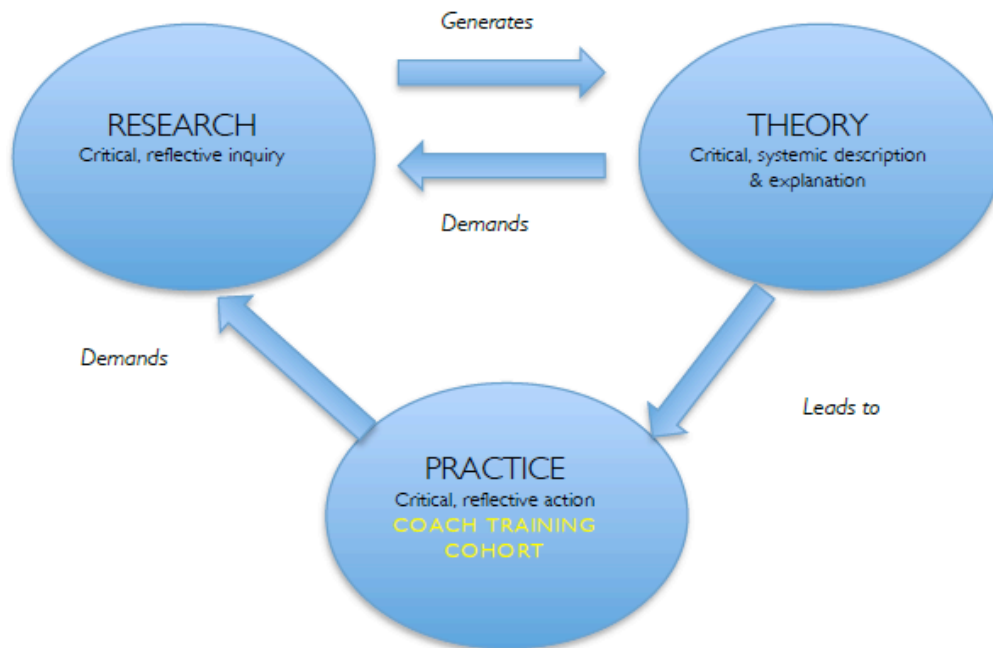 Generates
RESEARCH
Critical, reflective inquiry
THEORY
Critical, systemic description
& explanation
Demands
Demands
Leads to
PRACTICE
Critical, reflective action
COACH TRAINING
COHORT